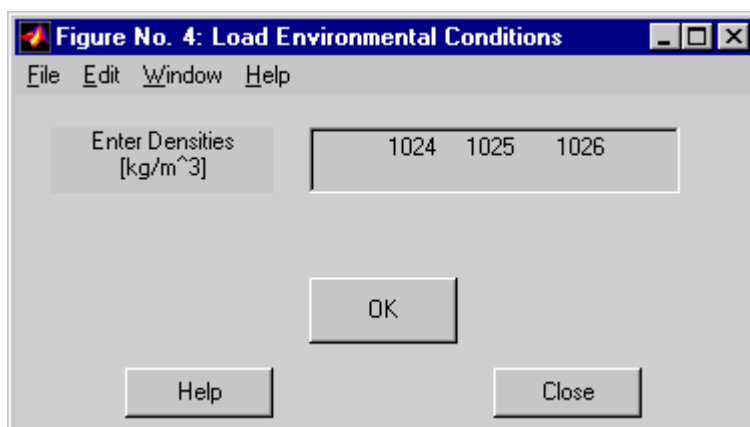 Figure No. 4: Load Environmental Conditions
File Edit Window Help
Enter Densities
[kg/m^3]
1024 1025 1026
OK
Help
Close